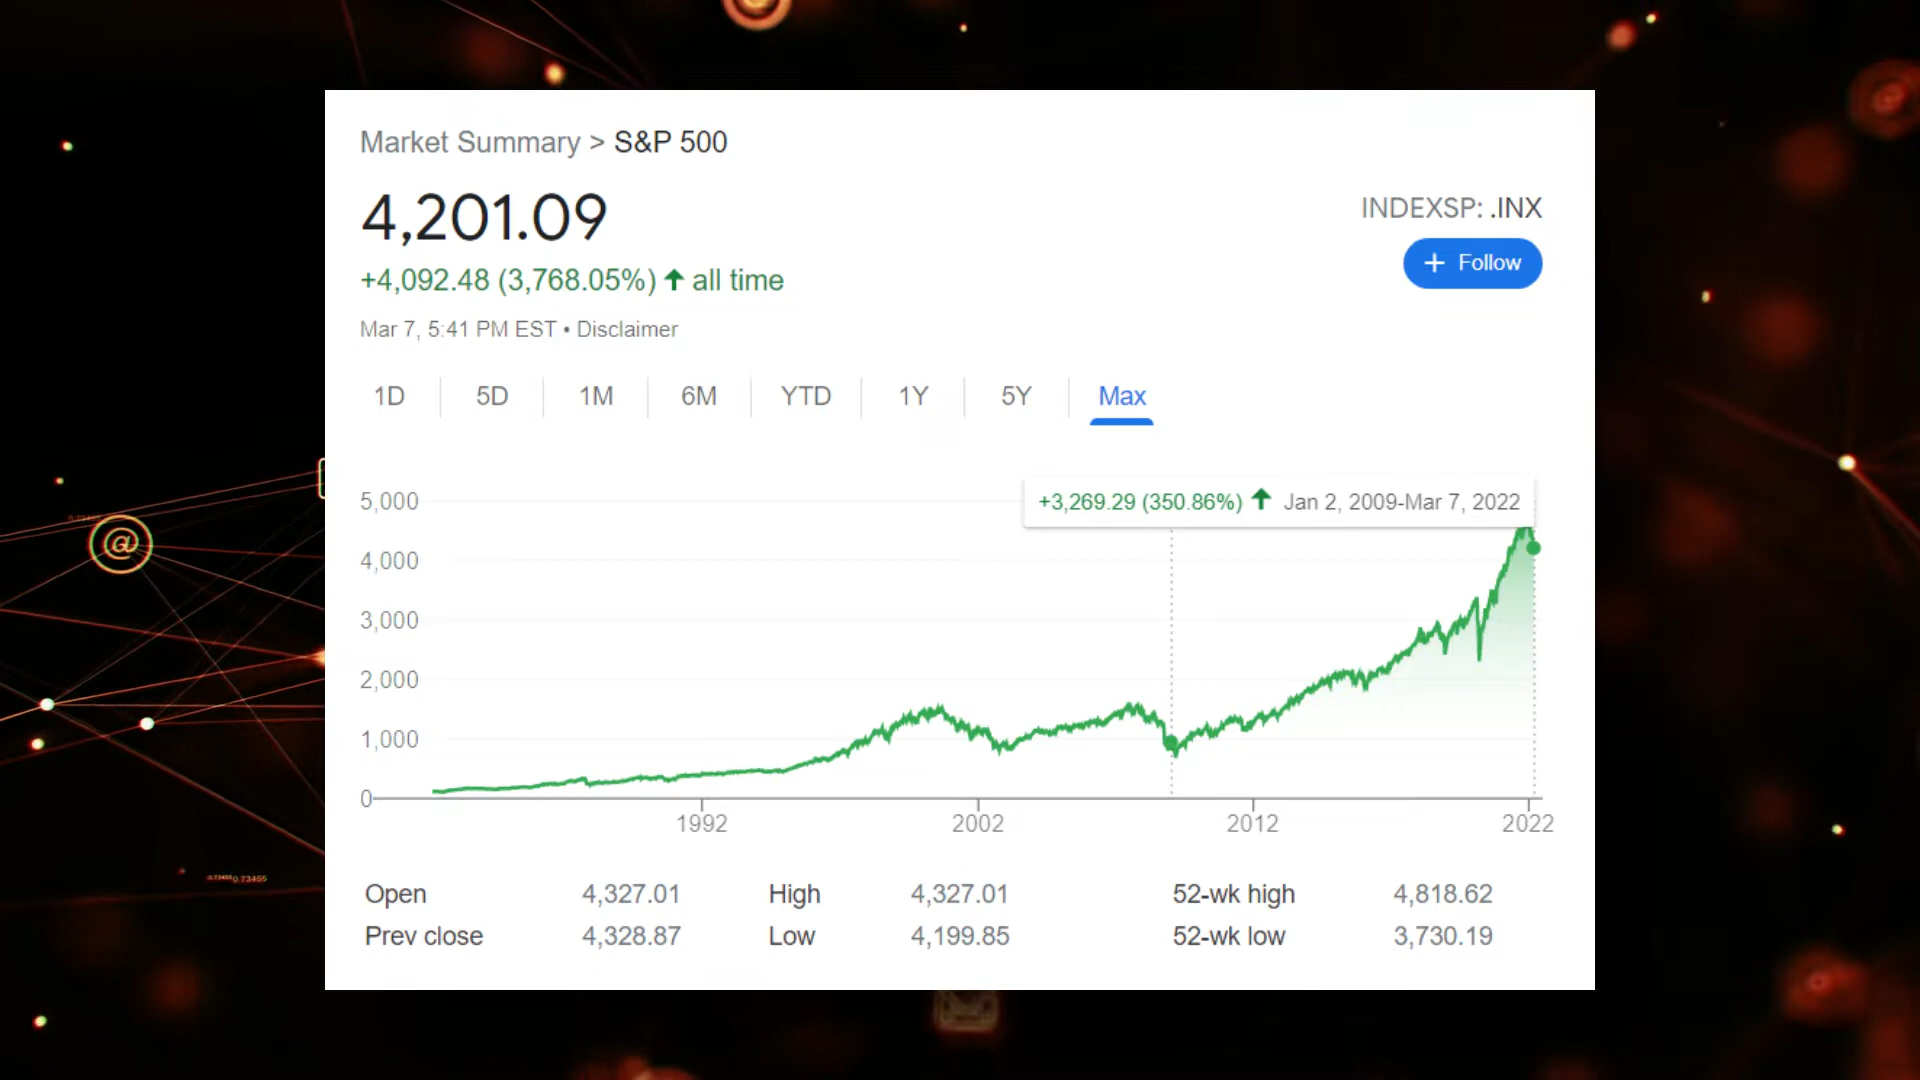 Market Summary > S&P 500
4,201.09
INDEXSP: .INX
+ Follow
+4,092.48 (3,768.05%) ↑ all time
Mar 7, 5:41 PM EST • Disclaimer
1D 5D 1M 6M YTD 1Y 5Y Max
+3,269.29 (350.86%) ↑ Jan 2, 2009-Mar 7, 2022
5,000
4,000
3,000
2,000
1,000
0
1992 2002 2012 2022
Open 4,327.01 High 4,327.01 52-wk high 4,818.62
Prev close 4,328.87 Low 4,199.85 52-wk low 3,730.19
@